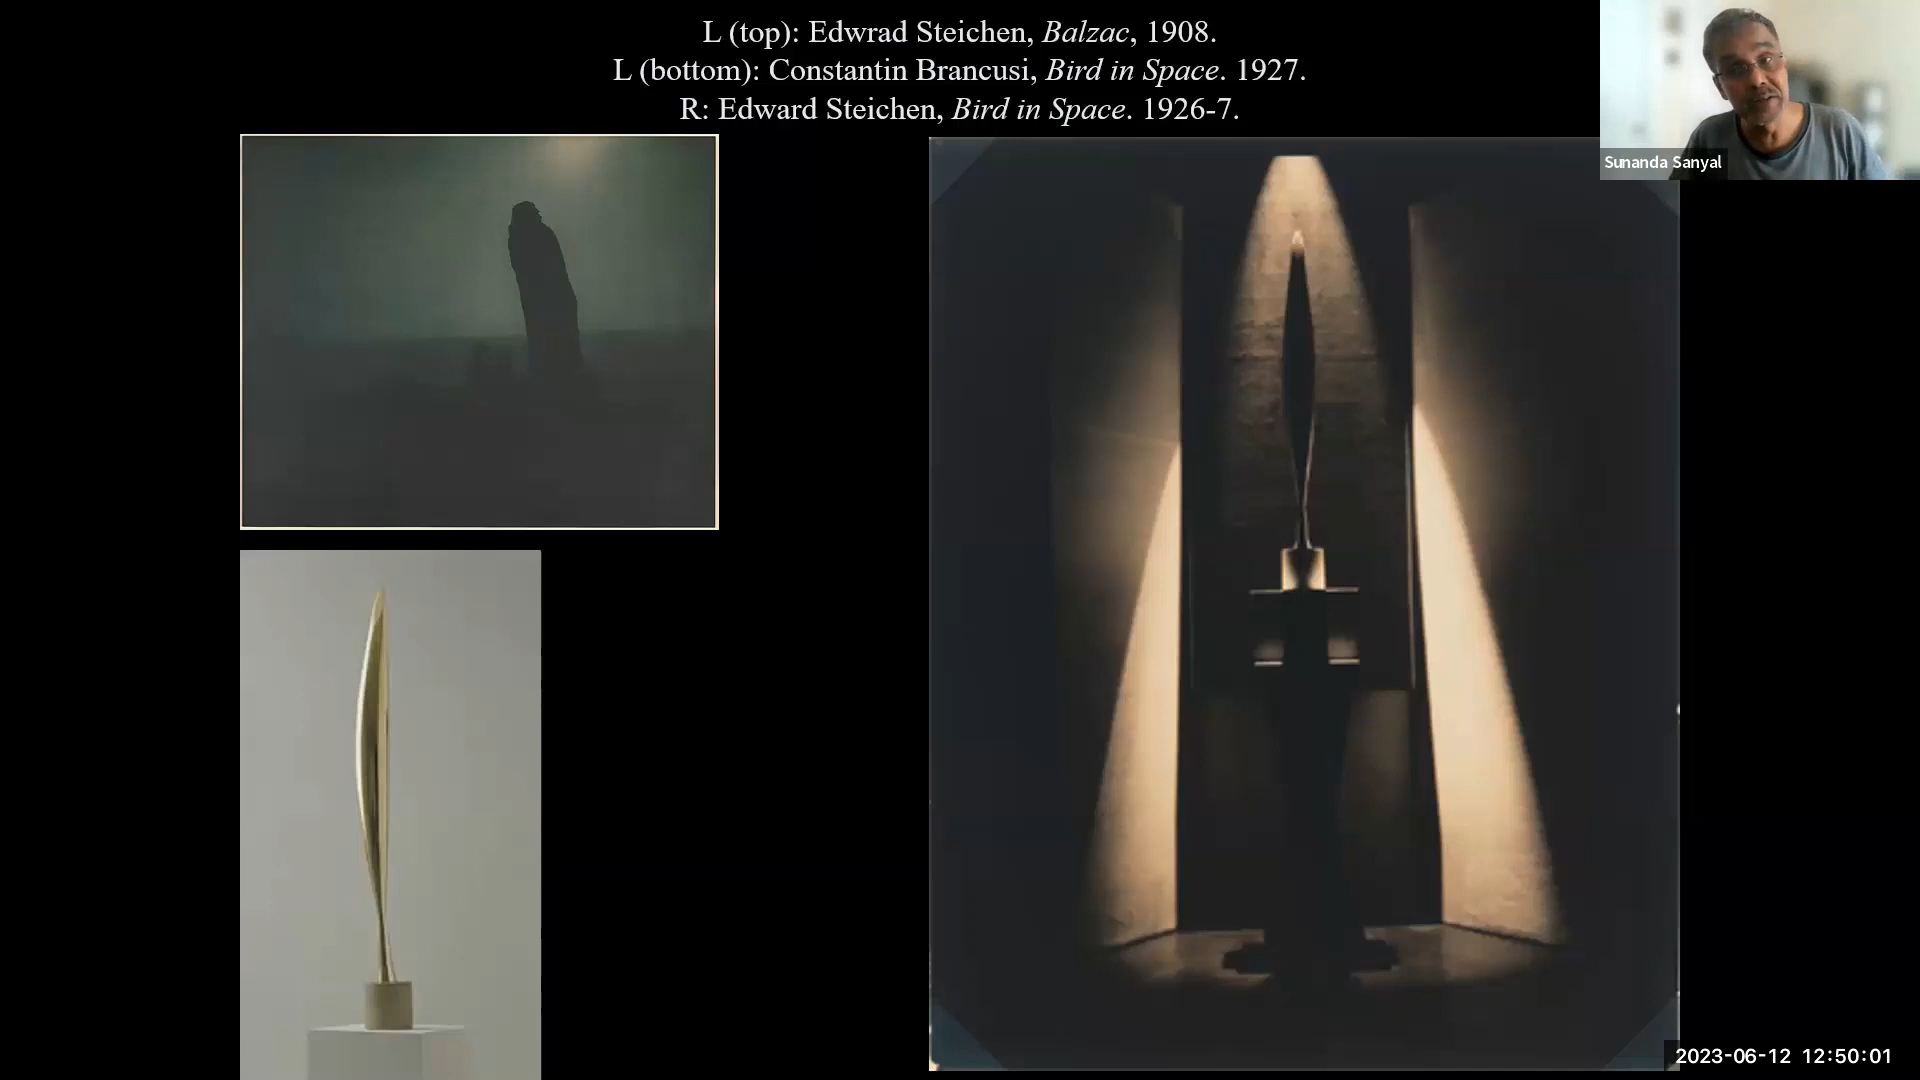 L (top): Edwrad Steichen, Balzac, 1908.
L (bottom): Constantin Brancusi, Bird in Space. 1927.
R: Edward Steichen, Bird in Space. 1926-7.
Sunanda Sanyal
2023-06-12 12:50:01